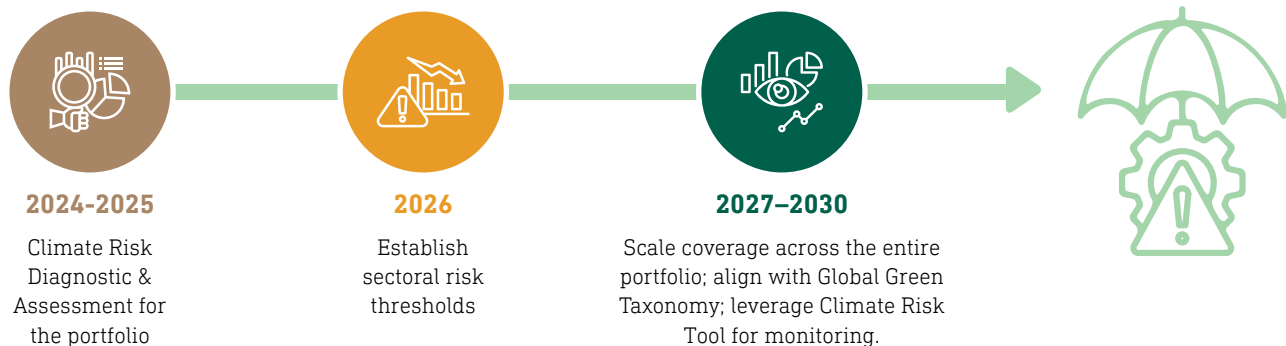 2024-2025
Climate Risk
Diagnostic &
Assessment for
the portfolio
2026
Establish
sectoral risk
thresholds
2027–2030
Scale coverage across the entire
portfolio; align with Global Green
Taxonomy; leverage Climate Risk
Tool for monitoring.